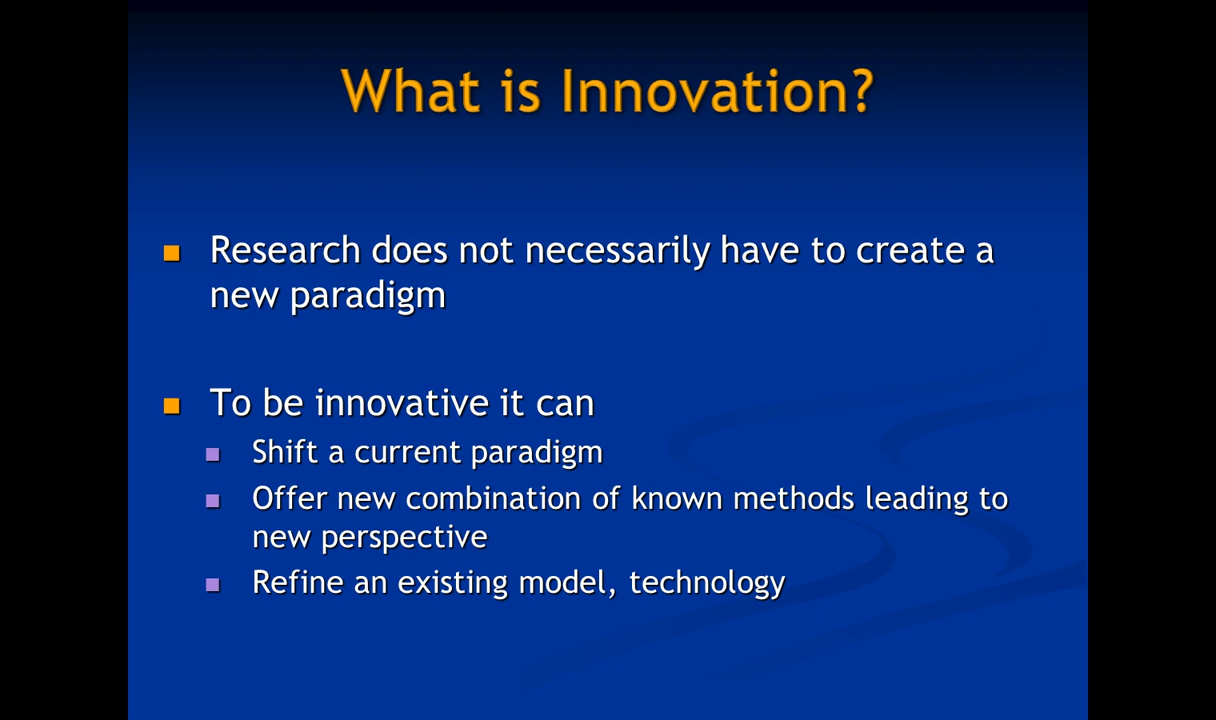 What is Innovation?
Research does not necessarily have to create a
new paradigm
To be innovative it can
Shift a current paradigm
Offer new combination of known methods leading to
new perspective
Refine an existing model, technology